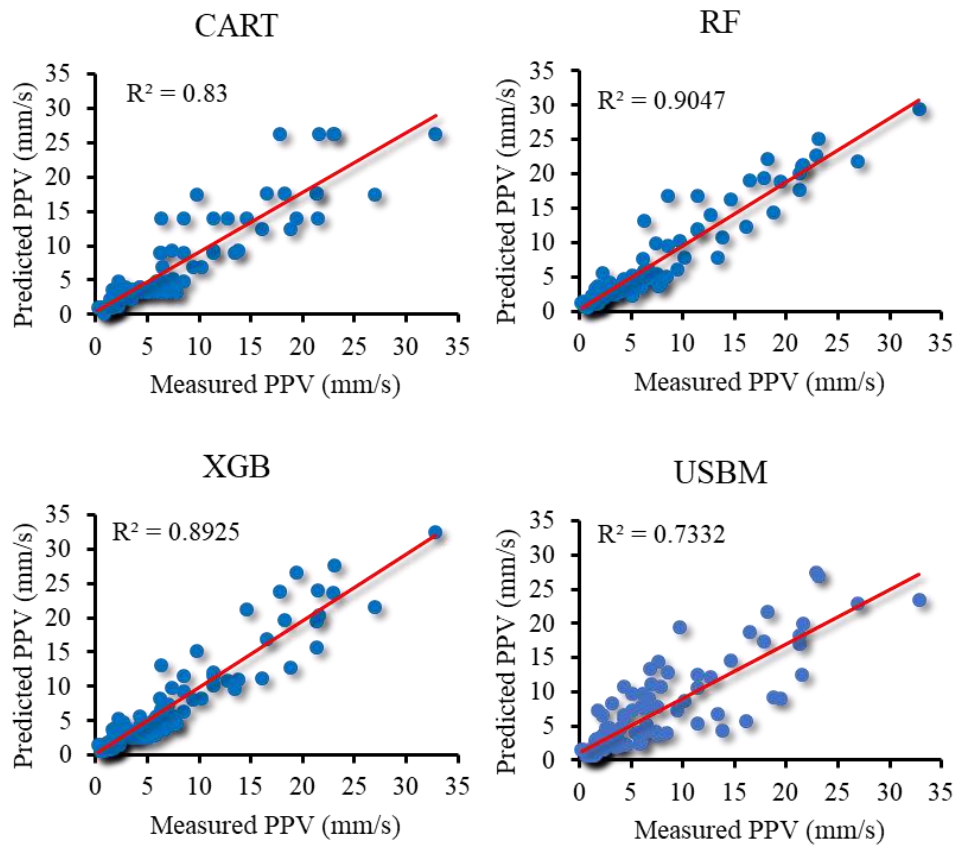 CART
R² = 0.83
Predicted PPV (mm/s)
35
30
25
20
15
10
5
0
0 5 10 15 20 25 30 35
Measured PPV (mm/s)
RF
R² = 0.9047
Predicted PPV (mm/s)
35
30
25
20
15
10
5
0
0 5 10 15 20 25 30 35
Measured PPV (mm/s)
XGB
R² = 0.8925
Predicted PPV (mm/s)
35
30
25
20
15
10
5
0
0 5 10 15 20 25 30 35
Measured PPV (mm/s)
USBM
R² = 0.7332
Predicted PPV (mm/s)
35
30
25
20
15
10
5
0
0 5 10 15 20 25 30 35
Measured PPV (mm/s)